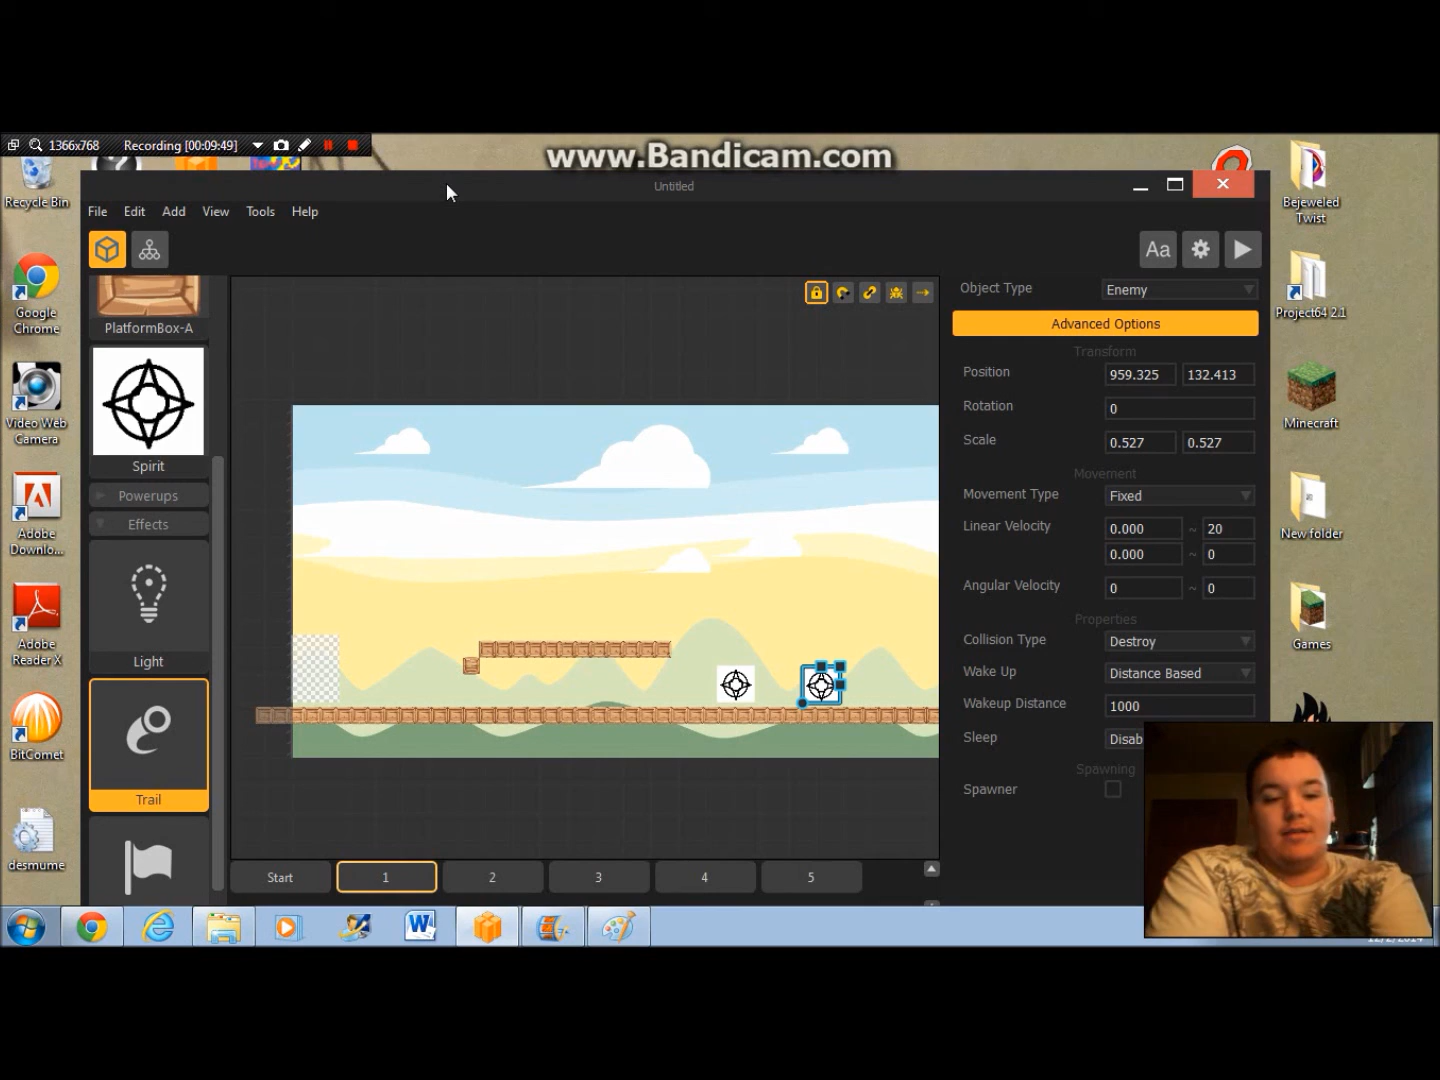 1366x768 Recording [00:09:49]
www.Bandicam.com
Recycle Bin
Untitled
Bejeweled
Twist
File Edit Add View Tools Help
Aa
Object Type Enemy
PlatformBox-A
Advanced Options
Google
Chrome
Project64 2.1
Transform
Position 959.325 132.413
Rotation 0
Video Web
Camera
Minecraft
Scale 0.527 0.527
Spirit
Movement
Powerups
Movement Type Fixed
Effects
Linear Velocity 0.000 ~ 20
0.000 ~ 0
Adobe
Downlo...
New folder
Angular Velocity 0 ~ 0
Properties
Collision Type Destroy
Adobe
Reader X
Games
Light
Wake Up Distance Based
Wakeup Distance 1000
Sleep Disab
BitComet
Spawning
Spawner
Trail
desmume
Start 1 2 3 4 5